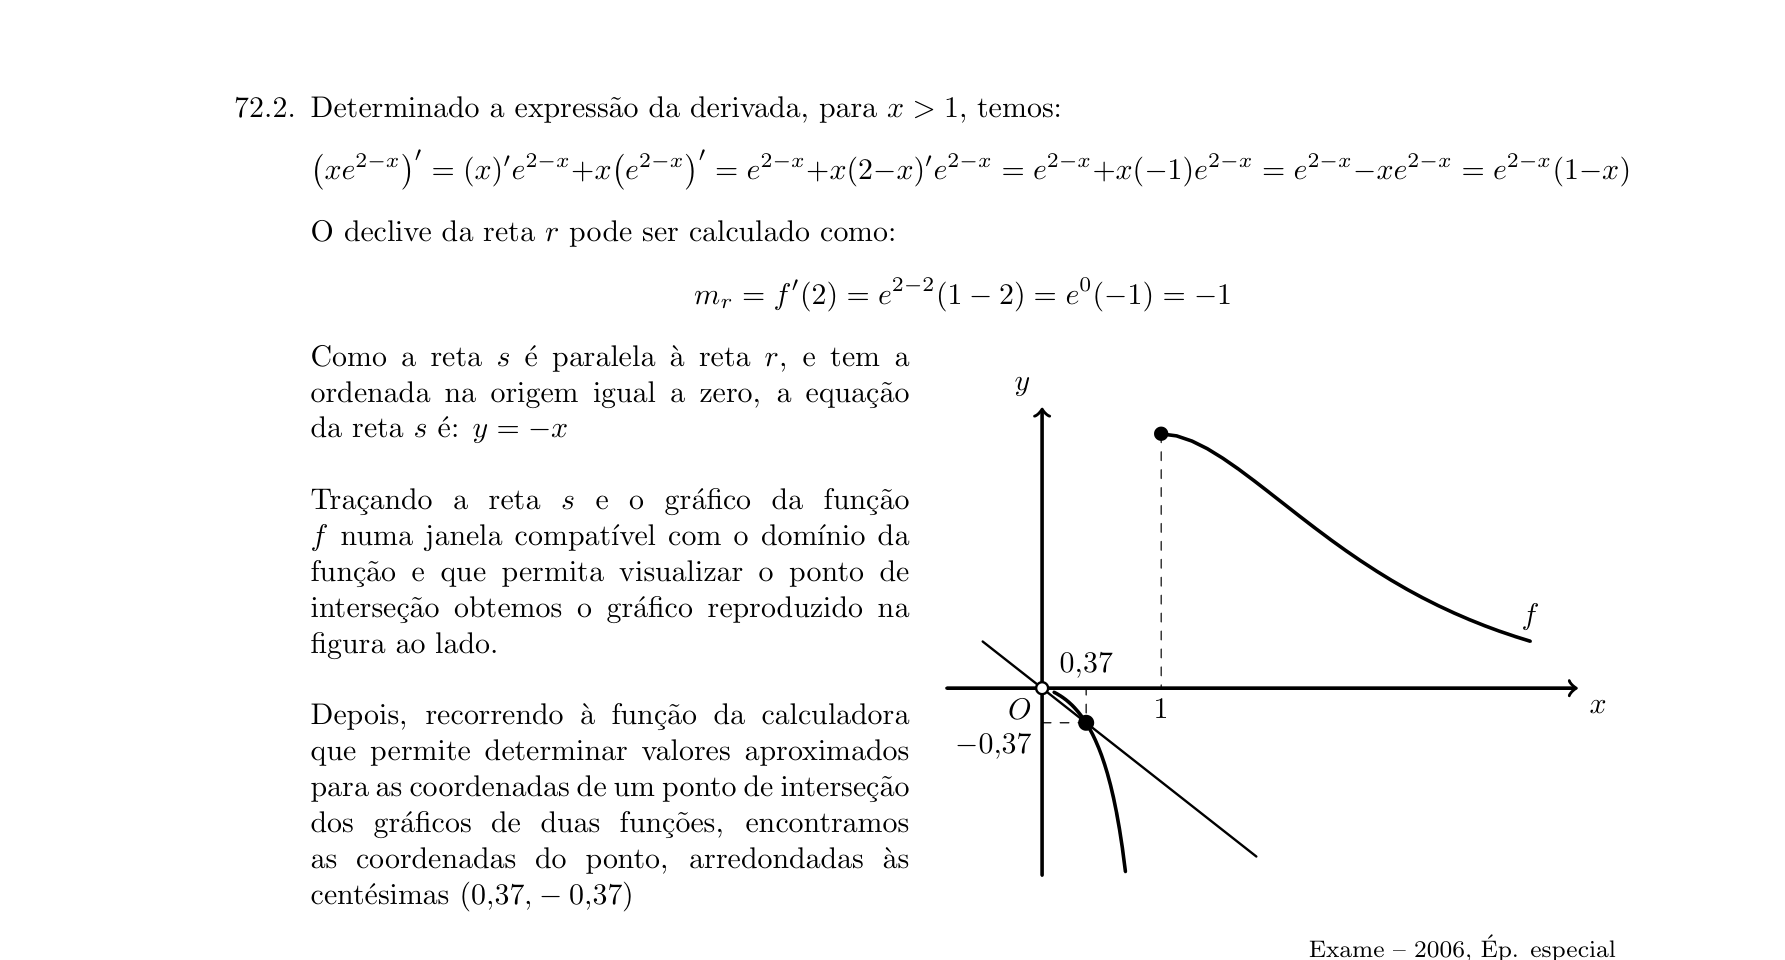 72.2. Determinado a expressão da derivada, para x > 1, temos:
(xe^{2−x})′ = (x)′e^{2−x}+x(e^{2−x})′ = e^{2−x}+x(2−x)′e^{2−x} = e^{2−x}+x(−1)e^{2−x} = e^{2−x}−xe^{2−x} = e^{2−x}(1−x)
O declive da reta r pode ser calculado como:
m_r = f′(2) = e^{2−2}(1 − 2) = e^0(−1) = −1
Como a reta s é paralela à reta r, e tem a
ordenada na origem igual a zero, a equação
da reta s é: y = −x
Traçando a reta s e o gráfico da função
f numa janela compatível com o domínio da
função e que permita visualizar o ponto de
interseção obtemos o gráfico reproduzido na
figura ao lado.
Depois, recorrendo à função da calculadora
que permite determinar valores aproximados
para as coordenadas de um ponto de interseção
dos gráficos de duas funções, encontramos
as coordenadas do ponto, arredondadas às
centésimas (0,37, − 0,37)
y
f
0,37
O
1
x
−0,37
Exame – 2006, Ép. especial